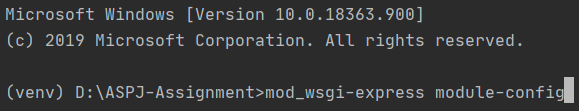 Microsoft Windows [Version 10.0.18363.900]
(c) 2019 Microsoft Corporation. All rights reserved.
(venv) D:\ASPJ-Assignment>mod_wsgi-express module-config